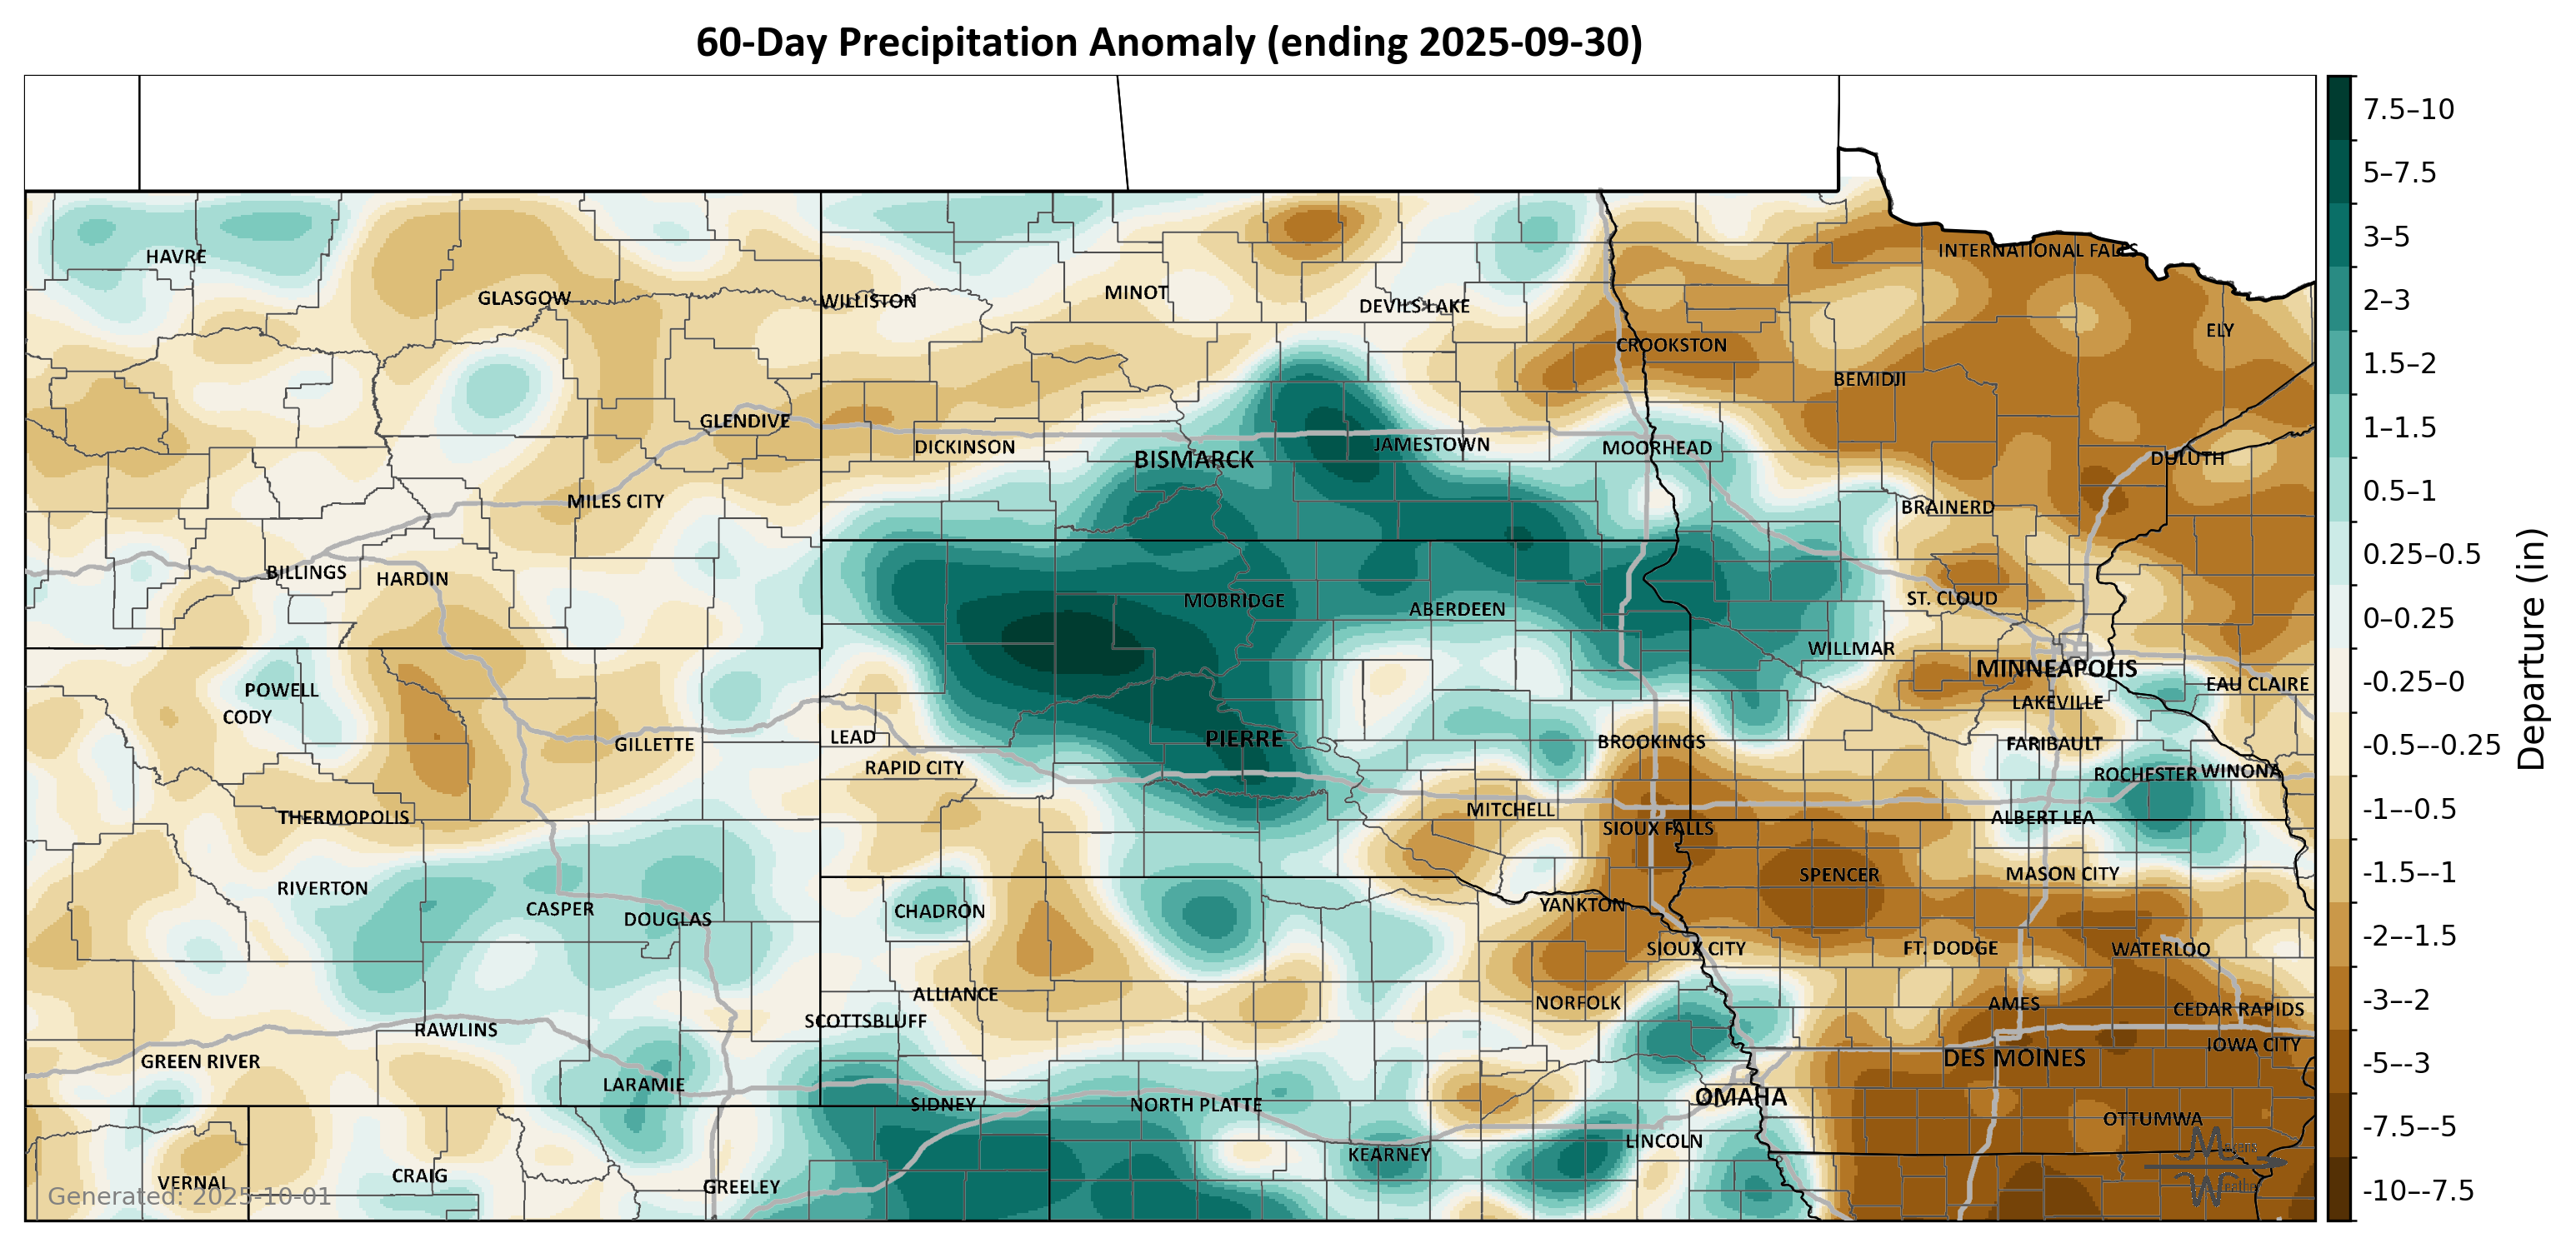 60-Day Precipitation Anomaly (ending 2025-09-30)
7.5–10
5–7.5
3–5
2–3
1.5–2
1–1.5
0.5–1
0.25–0.5
0–0.25
-0.25–0
-0.5–-0.25
-1–-0.5
-1.5–-1
-2–-1.5
-3–-2
-5–-3
-7.5–-5
-10–-7.5
Departure (in)
HAVRE
INTERNATIONAL FALLS
GLASGOW
WILLISTON
MINOT
DEVILS LAKE
ELY
CROOKSTON
BEMIDJI
GLENDIVE
DICKINSON
BISMARCK
JAMESTOWN
MOORHEAD
DULUTH
MILES CITY
BRAINERD
BILLINGS
HARDIN
MOBRIDGE
ABERDEEN
ST. CLOUD
WILLMAR
MINNEAPOLIS
POWELL
EAU CLAIRE
CODY
LAKEVILLE
GILLETTE
LEAD
PIERRE
BROOKINGS
FARIBAULT
RAPID CITY
ROCHESTER
WINONA
THERMOPOLIS
MITCHELL
ALBERT LEA
SIOUX FALLS
RIVERTON
SPENCER
MASON CITY
CASPER
DOUGLAS
CHADRON
YANKTON
SIOUX CITY
FT. DODGE
WATERLOO
ALLIANCE
NORFOLK
AMES
CEDAR RAPIDS
SCOTTSBLUFF
RAWLINS
IOWA CITY
GREEN RIVER
DES MOINES
LARAMIE
OMAHA
SIDNEY
NORTH PLATTE
OTTUMWA
LINCOLN
KEARNEY
VERNAL
CRAIG
GREELEY
Generated: 2025-10-01